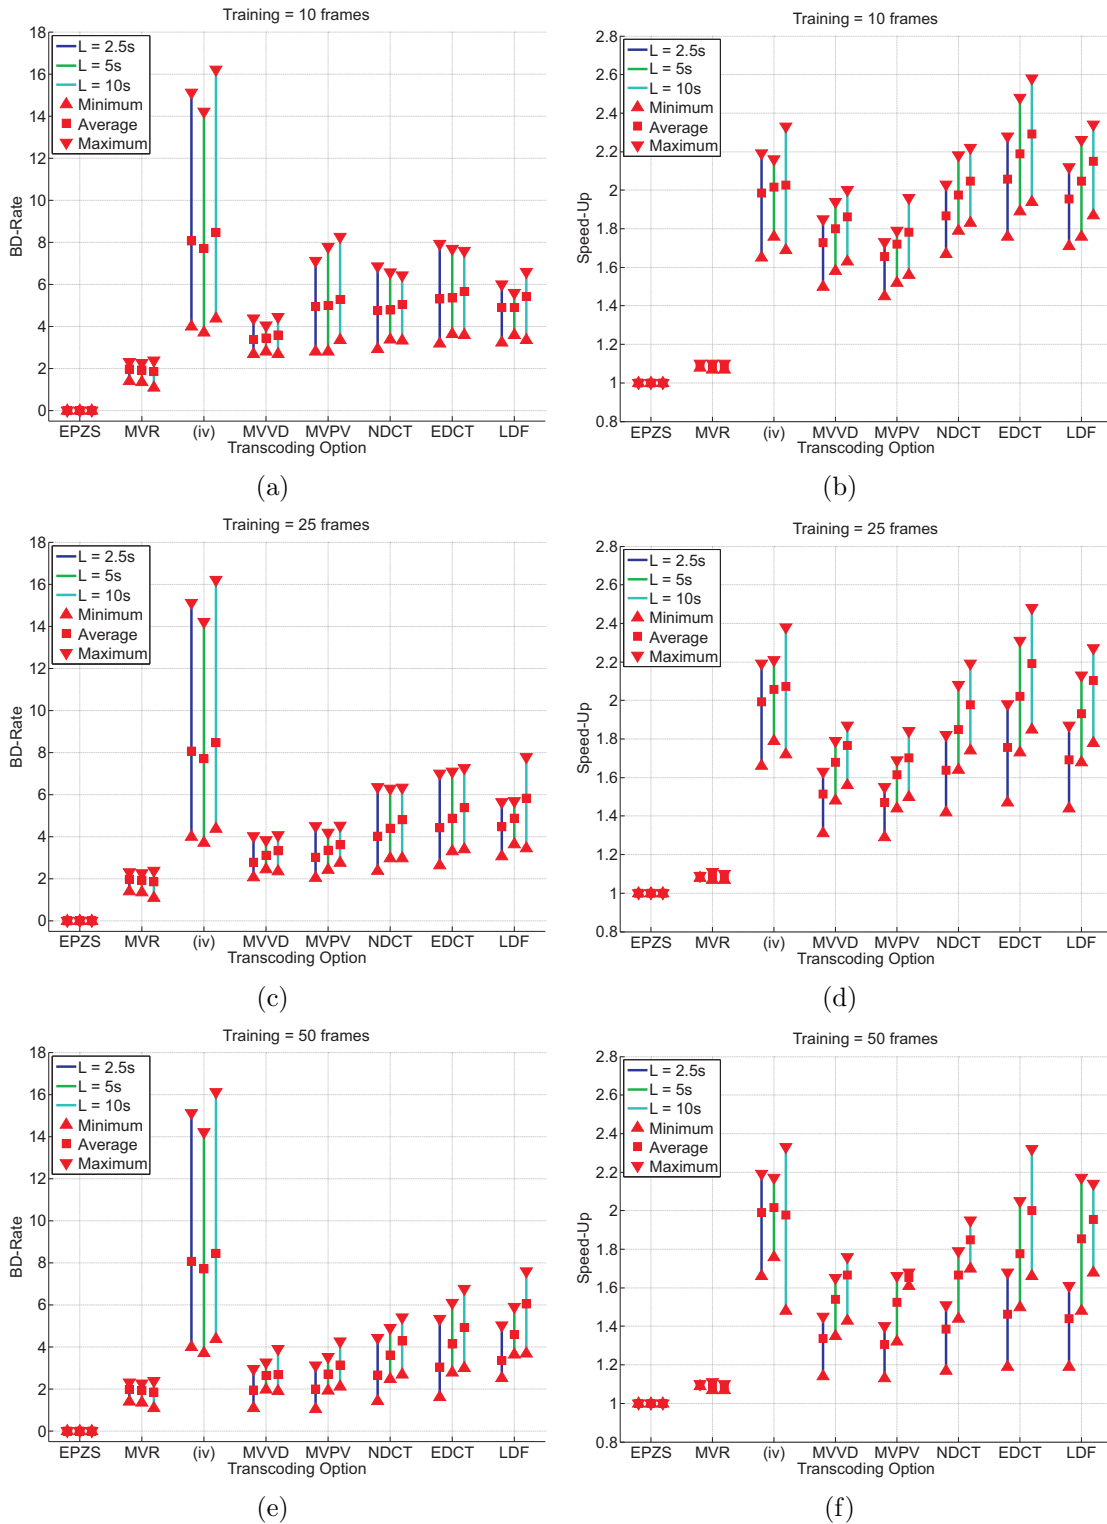 Training = 10 frames
18
16
14
12
10
8
6
4
2
0
BD-Rate
L = 2.5s
L = 5s
L = 10s
Minimum
Average
Maximum
EPZS MVR (iv) MVVD MVPV NDCT EDCT LDF
Transcoding Option
(a)
Training = 10 frames
2.8
2.6
2.4
2.2
2
1.8
1.6
1.4
1.2
1
0.8
Speed-Up
L = 2.5s
L = 5s
L = 10s
Minimum
Average
Maximum
EPZS MVR (iv) MVVD MVPV NDCT EDCT LDF
Transcoding Option
(b)
Training = 25 frames
18
16
14
12
10
8
6
4
2
0
BD-Rate
L = 2.5s
L = 5s
L = 10s
Minimum
Average
Maximum
EPZS MVR (iv) MVVD MVPV NDCT EDCT LDF
Transcoding Option
(c)
Training = 25 frames
2.8
2.6
2.4
2.2
2
1.8
1.6
1.4
1.2
1
0.8
Speed-Up
L = 2.5s
L = 5s
L = 10s
Minimum
Average
Maximum
EPZS MVR (iv) MVVD MVPV NDCT EDCT LDF
Transcoding Option
(d)
Training = 50 frames
18
16
14
12
10
8
6
4
2
0
BD-Rate
L = 2.5s
L = 5s
L = 10s
Minimum
Average
Maximum
EPZS MVR (iv) MVVD MVPV NDCT EDCT LDF
Transcoding Option
(e)
Training = 50 frames
2.8
2.6
2.4
2.2
2
1.8
1.6
1.4
1.2
1
0.8
Speed-Up
L = 2.5s
L = 5s
L = 10s
Minimum
Average
Maximum
EPZS MVR (iv) MVVD MVPV NDCT EDCT LDF
Transcoding Option
(f)